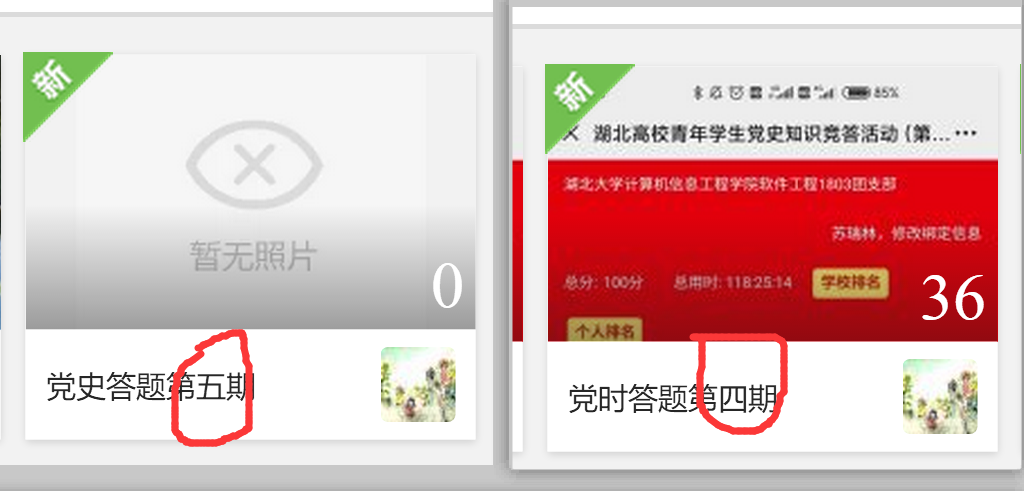 新
暂无照片
0
党史答题第五期
新
85%
湖北高校青年学生党史知识竞答活动 (第...
湖北大学计算机信息工程学院软件工程1803团支部
苏瑞林，修改绑定信息
总分: 100分 总用时: 118:25:14 学校排名
36
个人排名
党时答题第四期